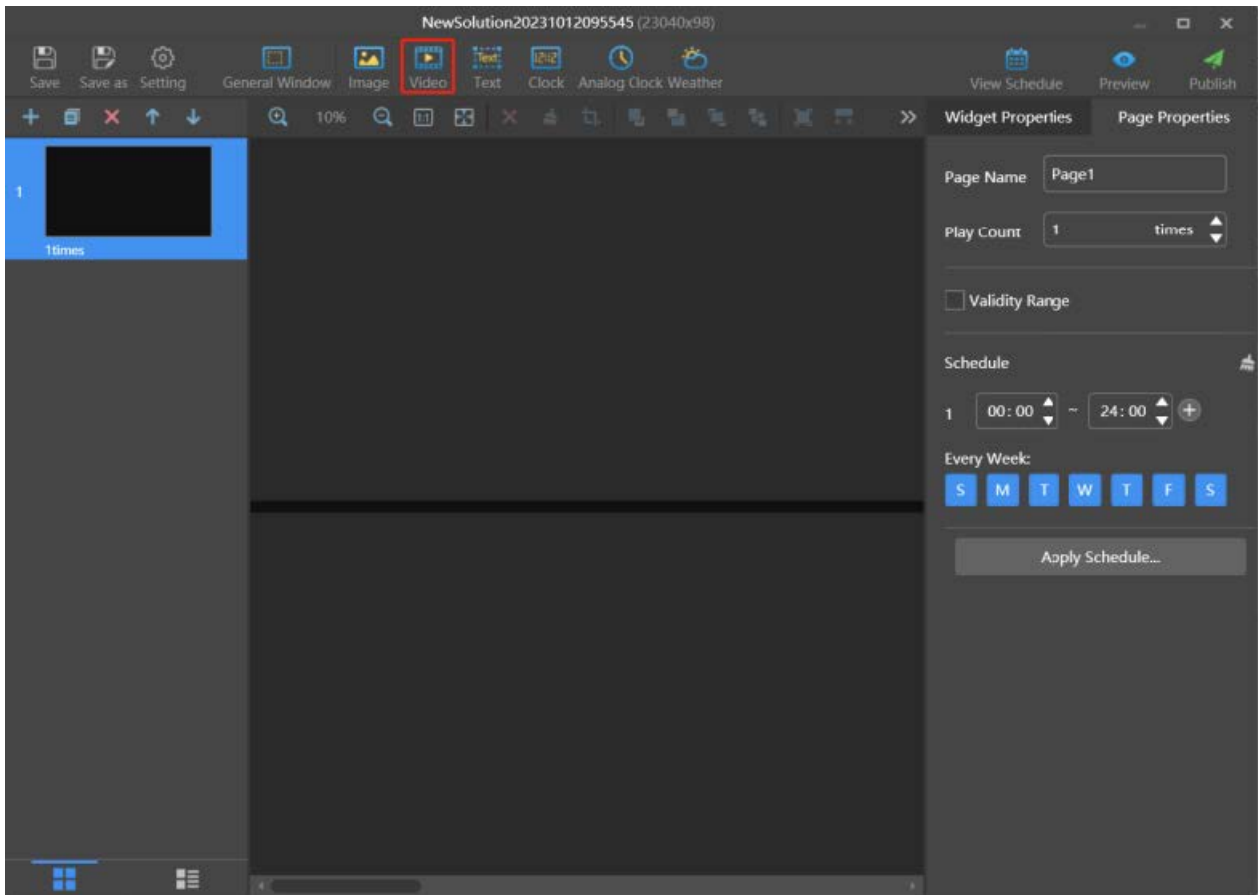 NewSolution20231012095545 (23040x98)
Save Save as Setting General Window Image Video Text Clock Analog Clock Weather View Schedule Preview Publish
10% 1:1 Widget Properties Page Properties
1
1times
Page Name Page1
Play Count 1 times
Validity Range
Schedule
1 00:00 ~ 24:00
Every Week:
S M T W T F S
Apply Schedule...